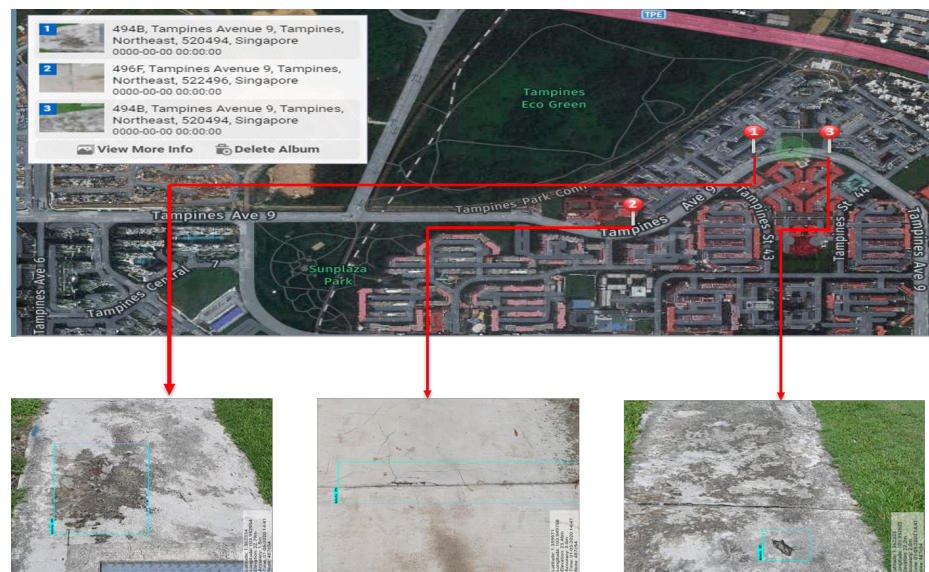 TPE
1
494B, Tampines Avenue 9, Tampines,
Northeast, 520494, Singapore
0000-00-00 00:00:00
2
496F, Tampines Avenue 9, Tampines,
Northeast, 522496, Singapore
0000-00-00 00:00:00
3
494B, Tampines Avenue 9, Tampines,
Northeast, 520494, Singapore
0000-00-00 00:00:00
View More Info
Delete Album
Tampines
Eco Green
1
3
2
Tampines Park Conn
Tampines Ave 9
Tampines Ave 9
Tampines St 43
Tampines St. 44
Tampines Ave 9
Tampines Ave 6
Tampines Central 7
Sunplaza
Park